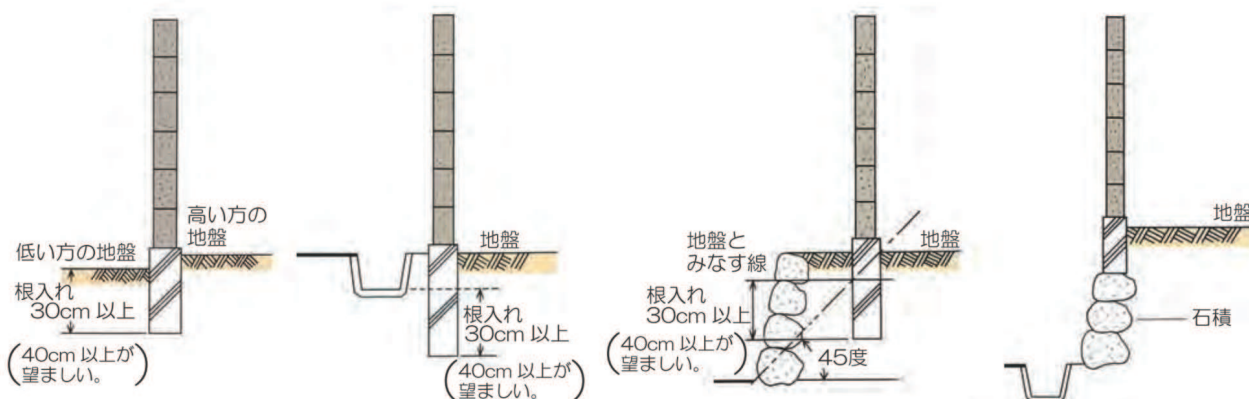 高い方の
地盤
低い方の地盤
根入れ
30cm 以上
(40cm 以上が
望ましい。)
地盤
根入れ
30cm 以上
(40cm 以上が
望ましい。)
地盤と
みなす線
地盤
根入れ
30cm 以上
(40cm 以上が
望ましい。)
45度
地盤
石積